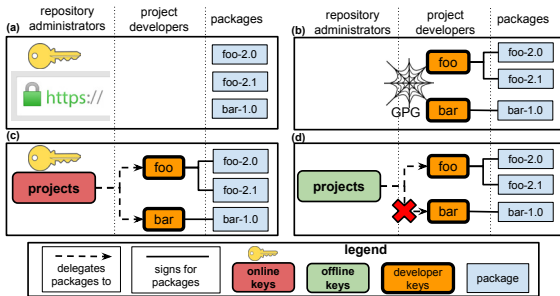 repository administrators
project developers
packages
repository administrators
project developers
packages
(a)
https://
foo-2.0
foo-2.1
bar-1.0
(b)
GPG
foo
bar
foo-2.0
foo-2.1
bar-1.0
(c)
projects
foo
bar
foo-2.0
foo-2.1
bar-1.0
(d)
projects
foo
bar
foo-2.0
foo-2.1
bar-1.0
legend
delegates
packages to
signs for
packages
online
keys
offline
keys
developer
keys
package